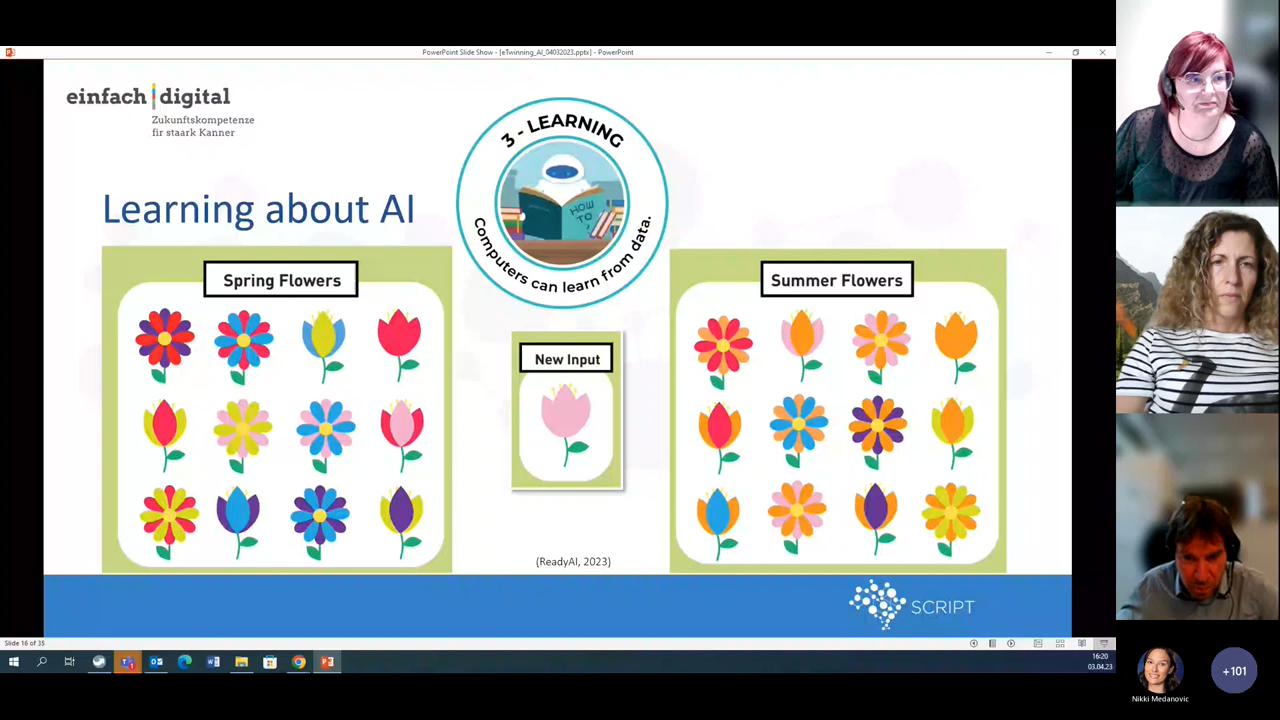 PowerPoint Slide Show - [eTwinning_AI_04032023.pptx] - PowerPoint
einfach digital
Zukunftskompetenze
fir staark Kanner
3 - LEARNING
HOW
TO
Computers can learn from data.
Learning about AI
Spring Flowers
New Input
Summer Flowers
(ReadyAI, 2023)
SCRIPT
Slide 16 of 35
16:20
03.04.23
Nikki Medanovic
+101